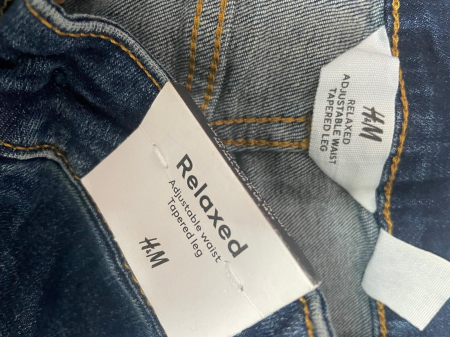 Relaxed
Adjustable waist
Tapered leg
H&M
H&M
RELAXED
ADJUSTABLE WAIST
TAPERED LEG